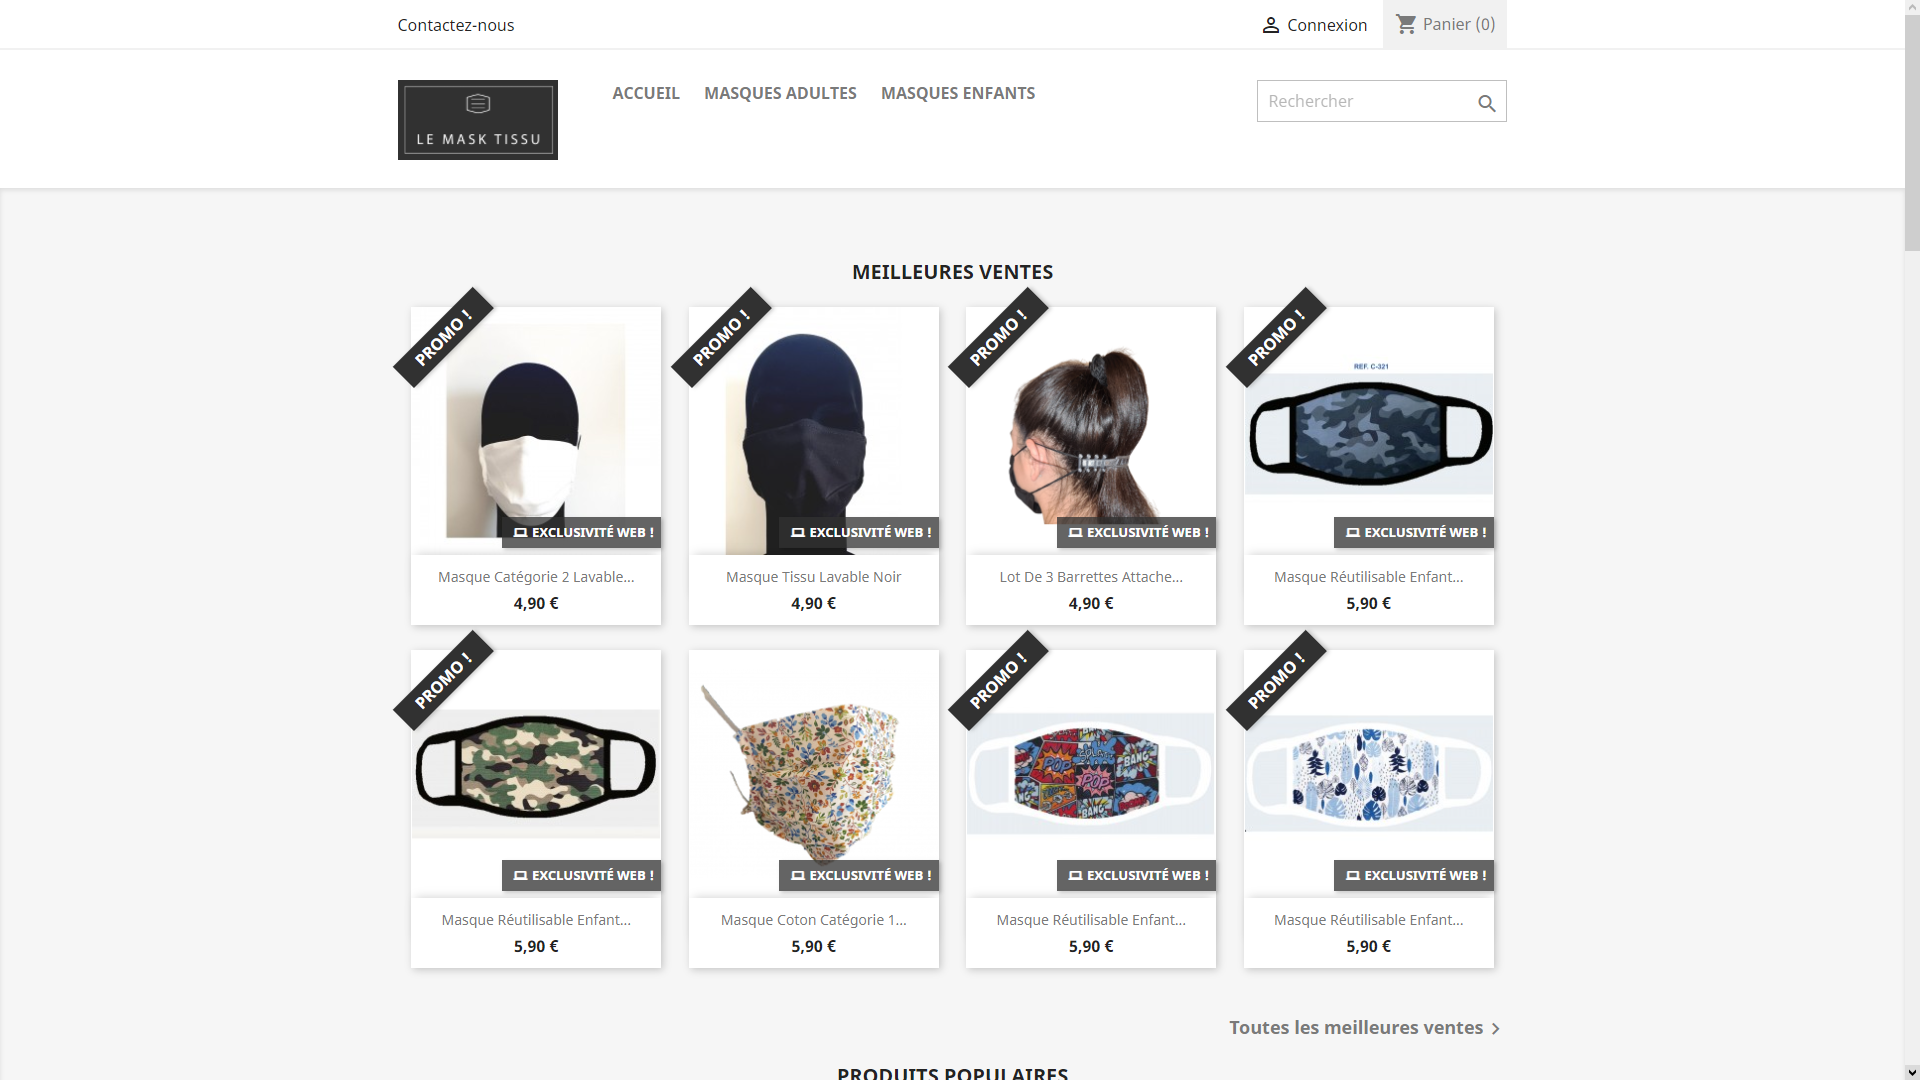 Contactez-nous
Connexion
Panier (0)
LE MASK TISSU
ACCUEIL
MASQUES ADULTES
MASQUES ENFANTS
Rechercher
MEILLEURES VENTES
PROMO !
EXCLUSIVITÉ WEB !
Masque Catégorie 2 Lavable...
4,90 €
PROMO !
EXCLUSIVITÉ WEB !
Masque Tissu Lavable Noir
4,90 €
PROMO !
EXCLUSIVITÉ WEB !
Lot De 3 Barrettes Attache...
4,90 €
PROMO !
REF. C-321
EXCLUSIVITÉ WEB !
Masque Réutilisable Enfant...
5,90 €
PROMO !
EXCLUSIVITÉ WEB !
Masque Réutilisable Enfant...
5,90 €
EXCLUSIVITÉ WEB !
Masque Coton Catégorie 1...
5,90 €
PROMO !
POP
BANG
POP
BANG
EXCLUSIVITÉ WEB !
Masque Réutilisable Enfant...
5,90 €
PROMO !
EXCLUSIVITÉ WEB !
Masque Réutilisable Enfant...
5,90 €
Toutes les meilleures ventes
PRODUITS POPULAIRES